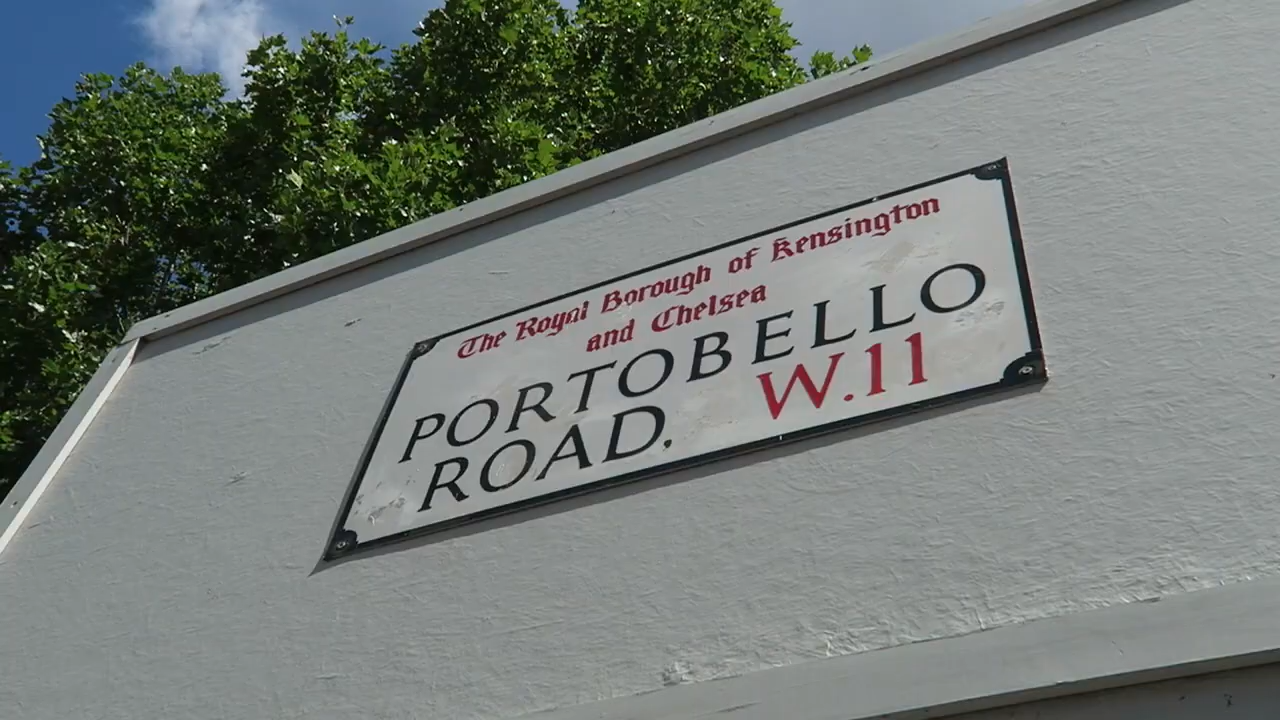 The Royal Borough of Kensington
and Chelsea
PORTOBELLO
ROAD. W.11